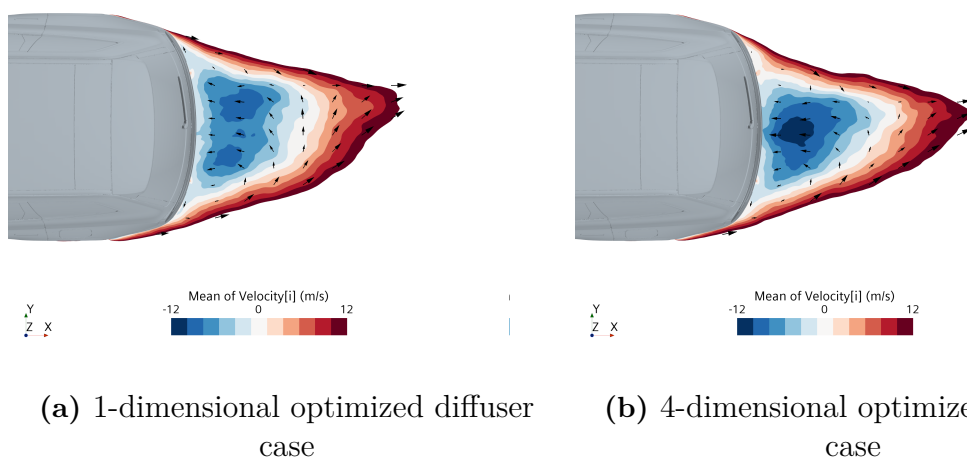 Y
Z X
Mean of Velocity[i] (m/s)
-12 0 12
Y
Z X
Mean of Velocity[i] (m/s)
-12 0 12
(a) 1-dimensional optimized diffuser
case
(b) 4-dimensional optimize
case